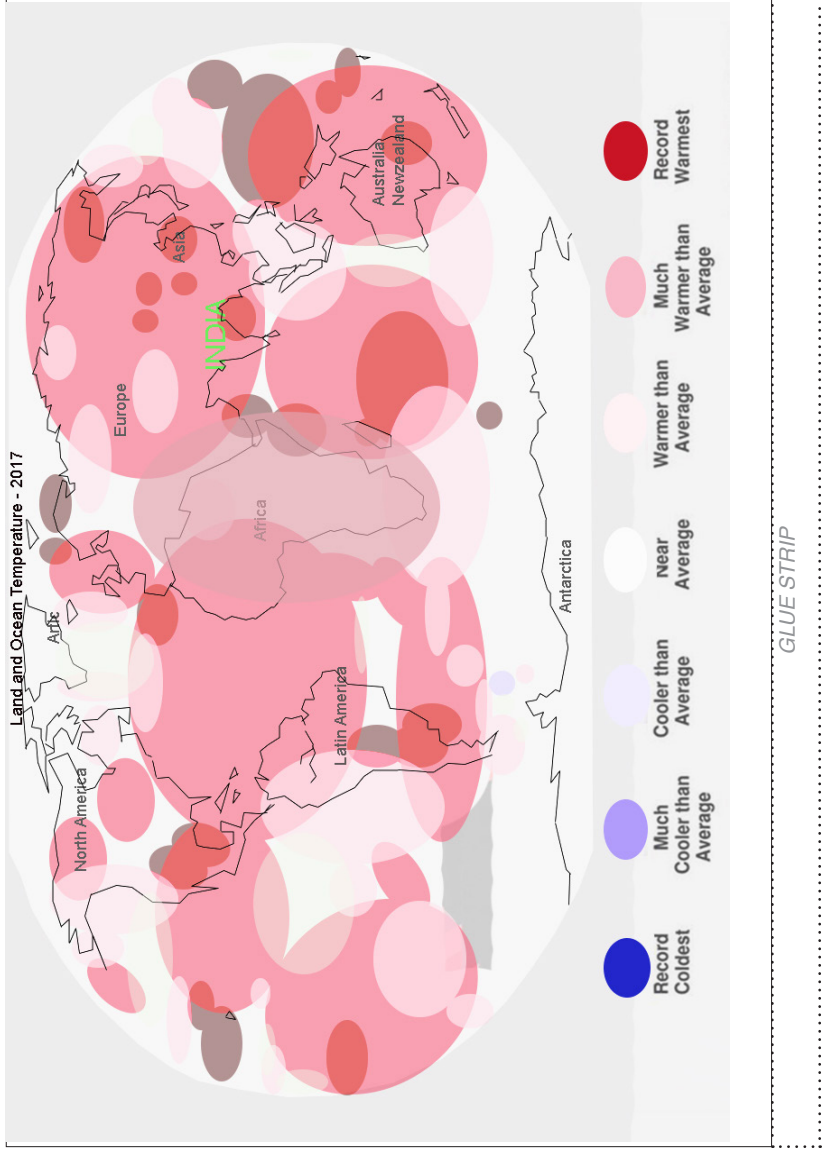 Land and Ocean Temperature - 2017
North America
Artic
Europe
Asia
INDIA
Africa
Latin America
Australia
Newzealand
Antarctica
Record
Coldest
Much
Cooler than
Average
Cooler than
Average
Near
Average
Warmer than
Average
Much
Warmer than
Average
Record
Warmest
GLUE STRIP